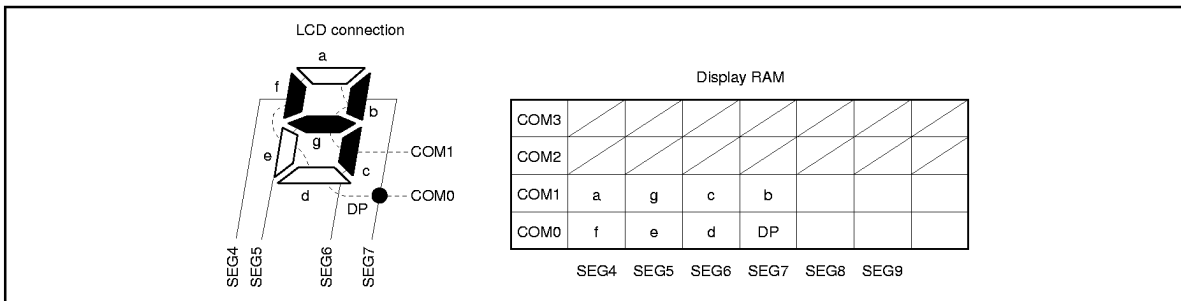 LCD connection
a
f
b
g
e
c
d
DP
COM1
COM0
SEG4
SEG5
SEG6
SEG7
Display RAM
COM3
COM2
COM1 a g c b
COM0 f e d DP
SEG4 SEG5 SEG6 SEG7 SEG8 SEG9